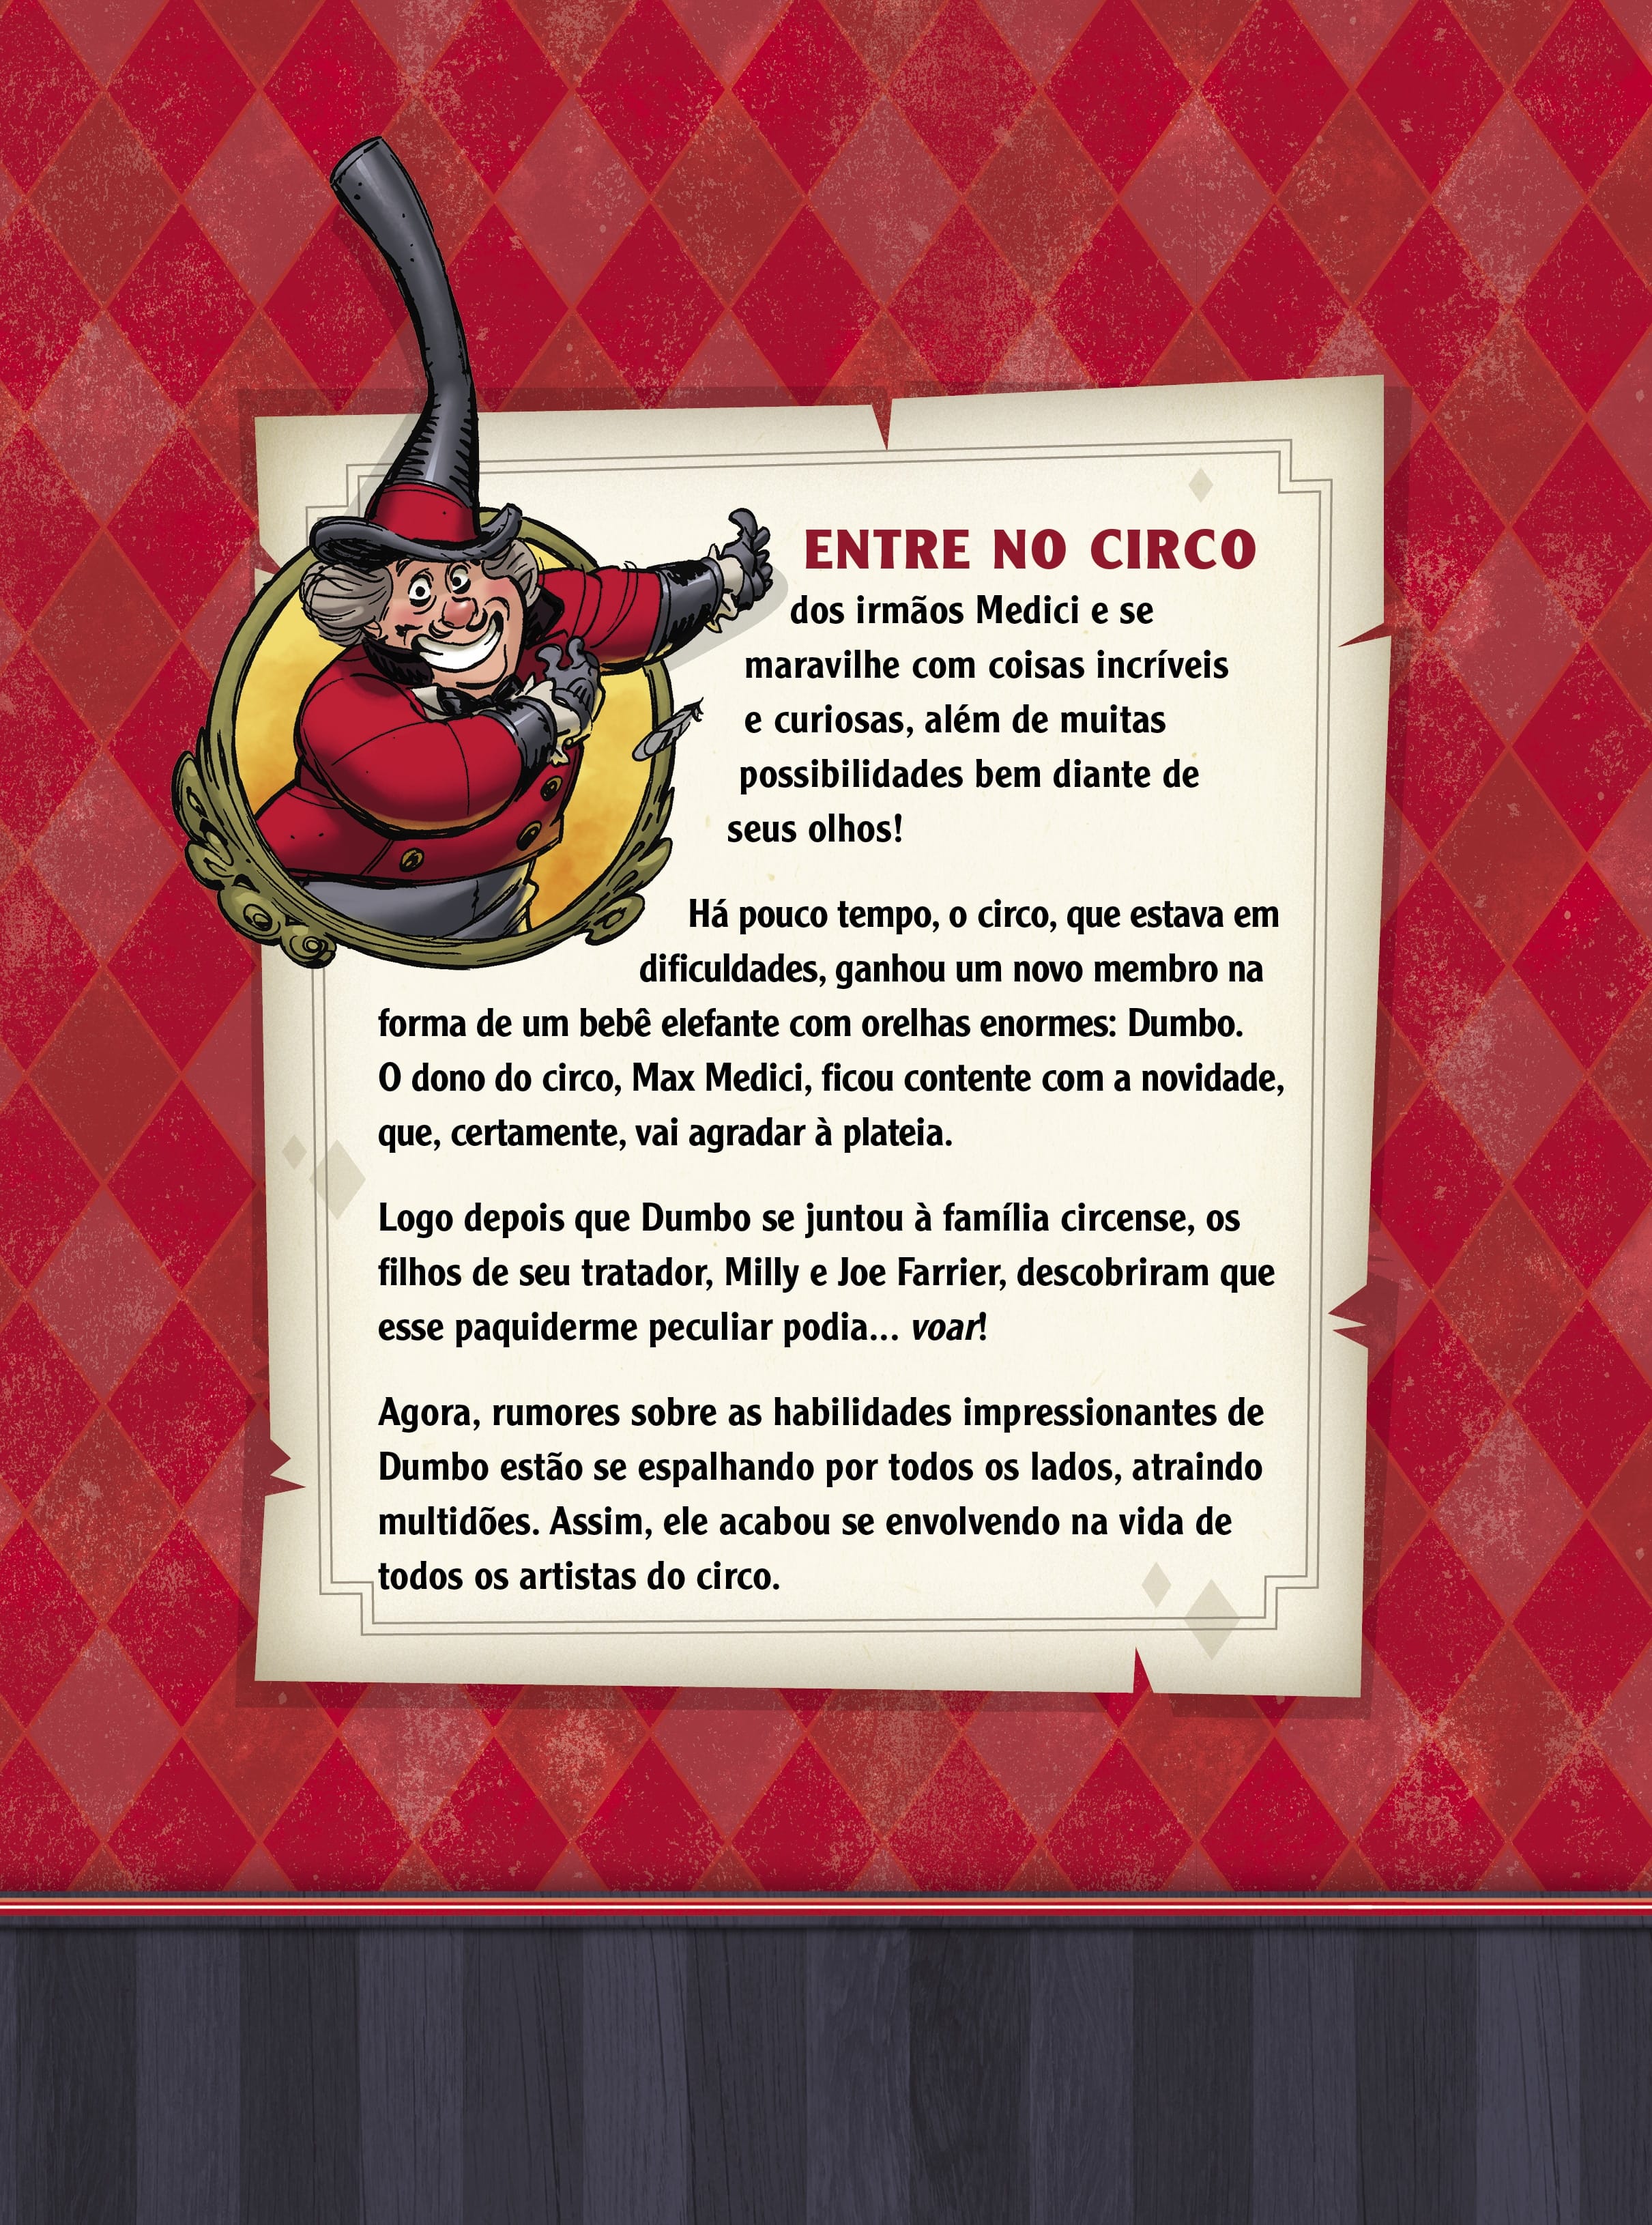 ENTRE NO CIRCO
dos irmãos Medici e se
maravilhe com coisas incríveis
e curiosas, além de muitas
possibilidades bem diante de
seus olhos!
Há pouco tempo, o circo, que estava em
dificuldades, ganhou um novo membro na
forma de um bebê elefante com orelhas enormes: Dumbo.
O dono do circo, Max Medici, ficou contente com a novidade,
que, certamente, vai agradar à plateia.
Logo depois que Dumbo se juntou à família circense, os
filhos de seu tratador, Milly e Joe Farrier, descobriram que
esse paquiderme peculiar podia... voar!
Agora, rumores sobre as habilidades impressionantes de
Dumbo estão se espalhando por todos os lados, atraindo
multidões. Assim, ele acabou se envolvendo na vida de
todos os artistas do circo.